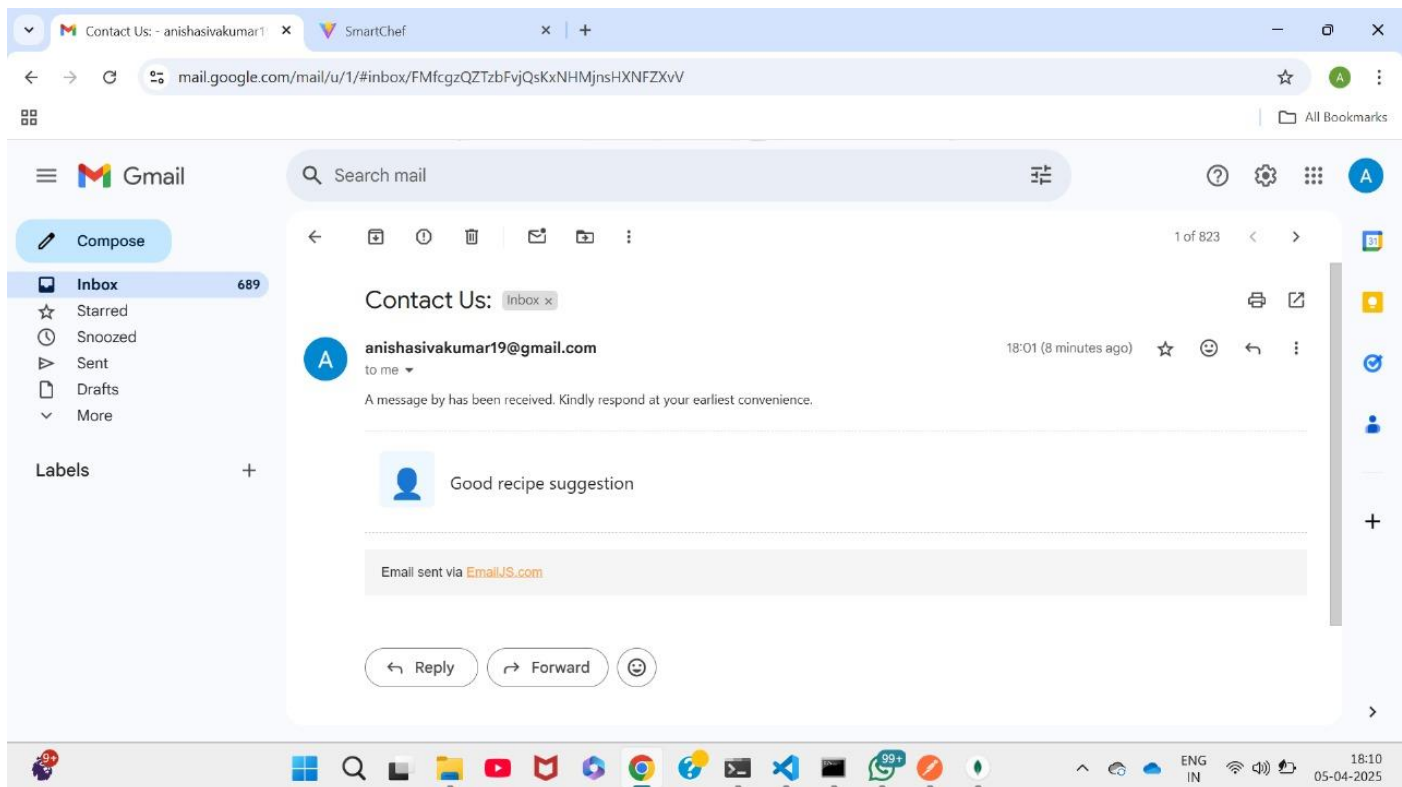 Contact Us: - anishasivakumar1
SmartChef
mail.google.com/mail/u/1/#inbox/FMfcgzQZTzbFvjQsKxNHMjnsHXNFZXvV
A
All Bookmarks
Gmail
Search mail
A
Compose
1 of 823
31
Inbox 689
Contact Us: Inbox x
Starred
Snoozed
anishasivakumar19@gmail.com
18:01 (8 minutes ago)
A
to me
Sent
Drafts
A message by has been received. Kindly respond at your earliest convenience.
More
Labels
Good recipe suggestion
Email sent via EmailJS.com
Reply
Forward
9+
99+
ENG
IN
18:10
05-04-2025